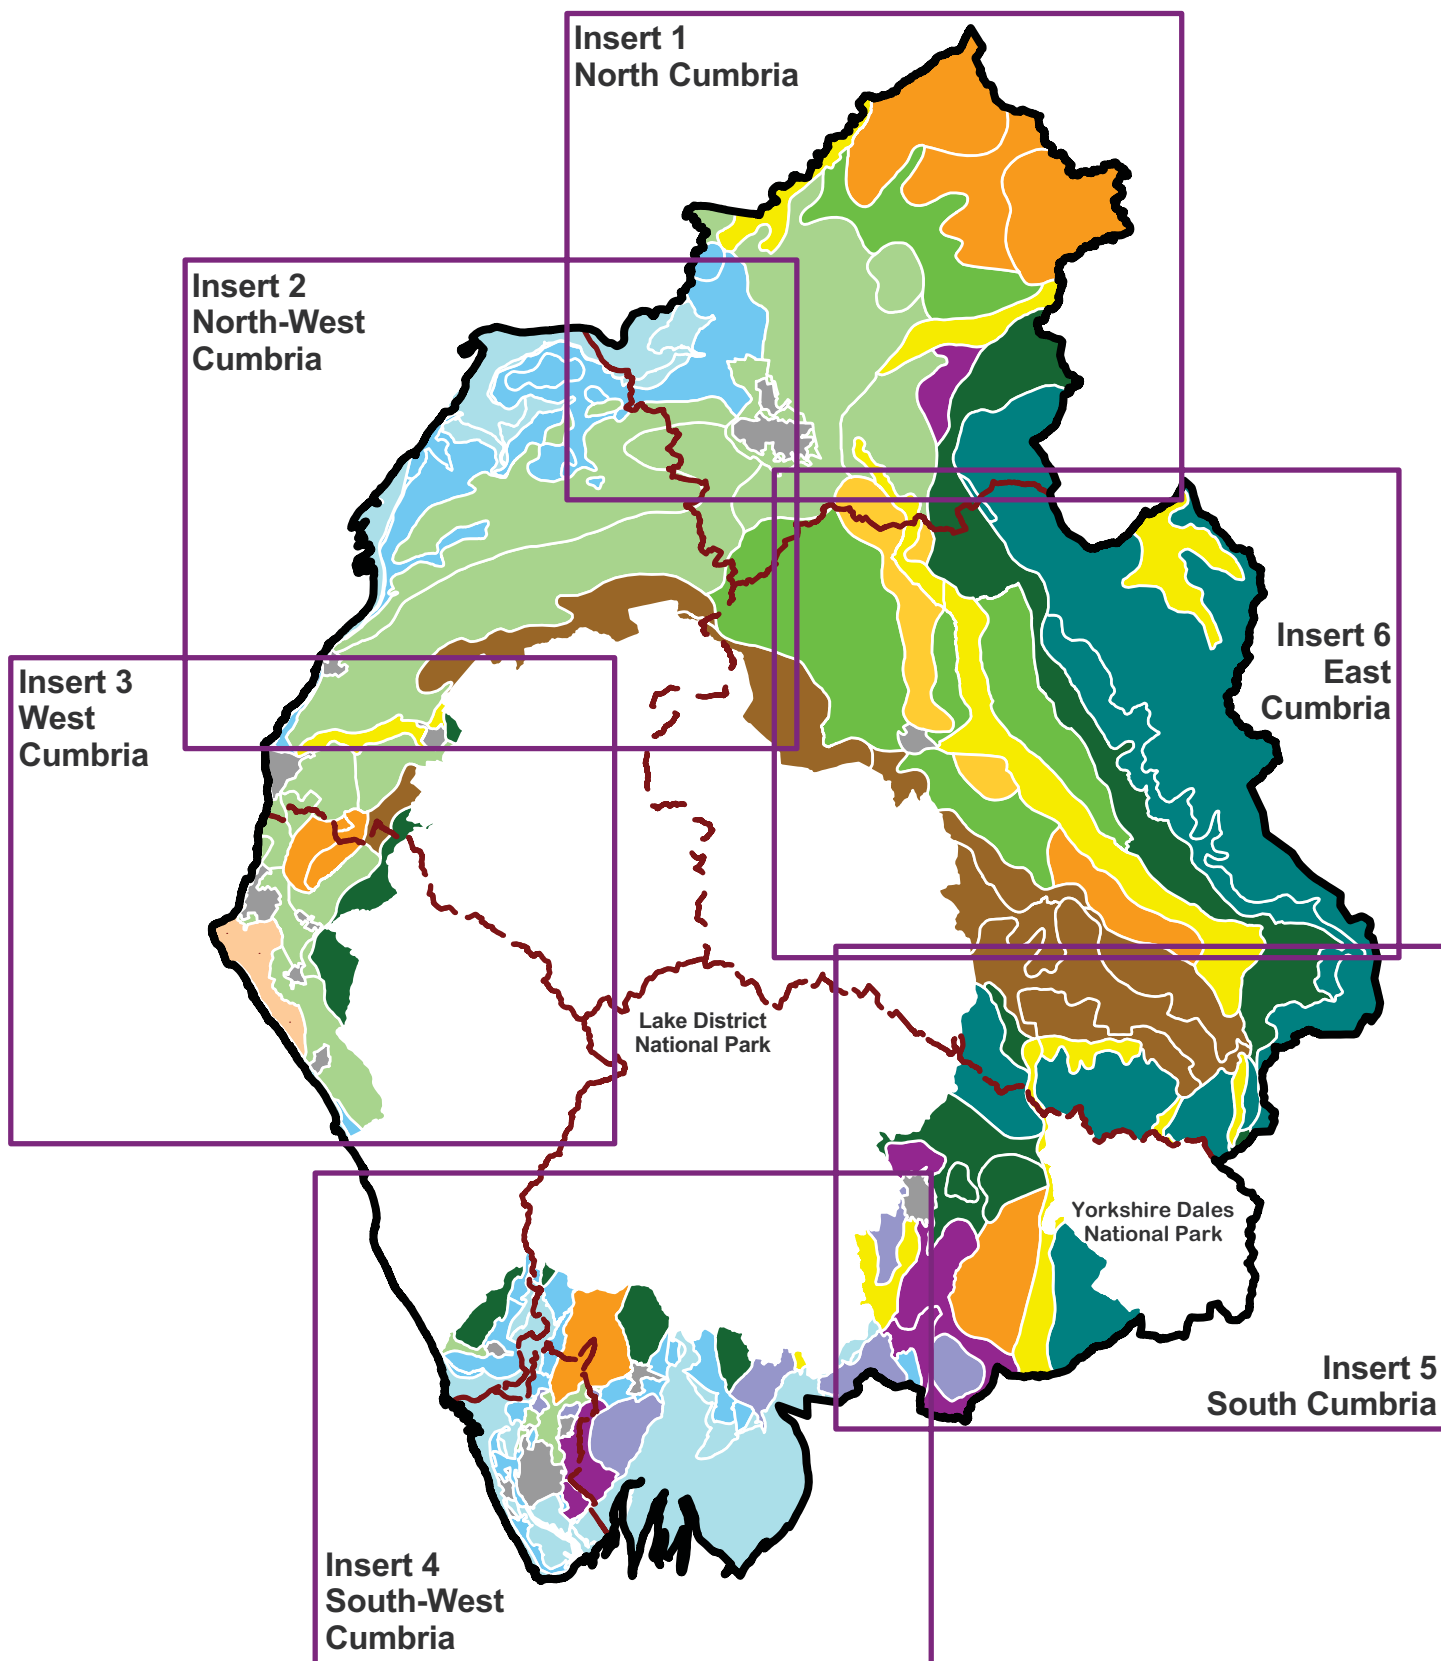 Insert 1
North Cumbria
Insert 2
North-West
Cumbria
Insert 6
East
Cumbria
Insert 3
West
Cumbria
Lake District
National Park
Yorkshire Dales
National Park
Insert 5
South Cumbria
Insert 4
South-West
Cumbria